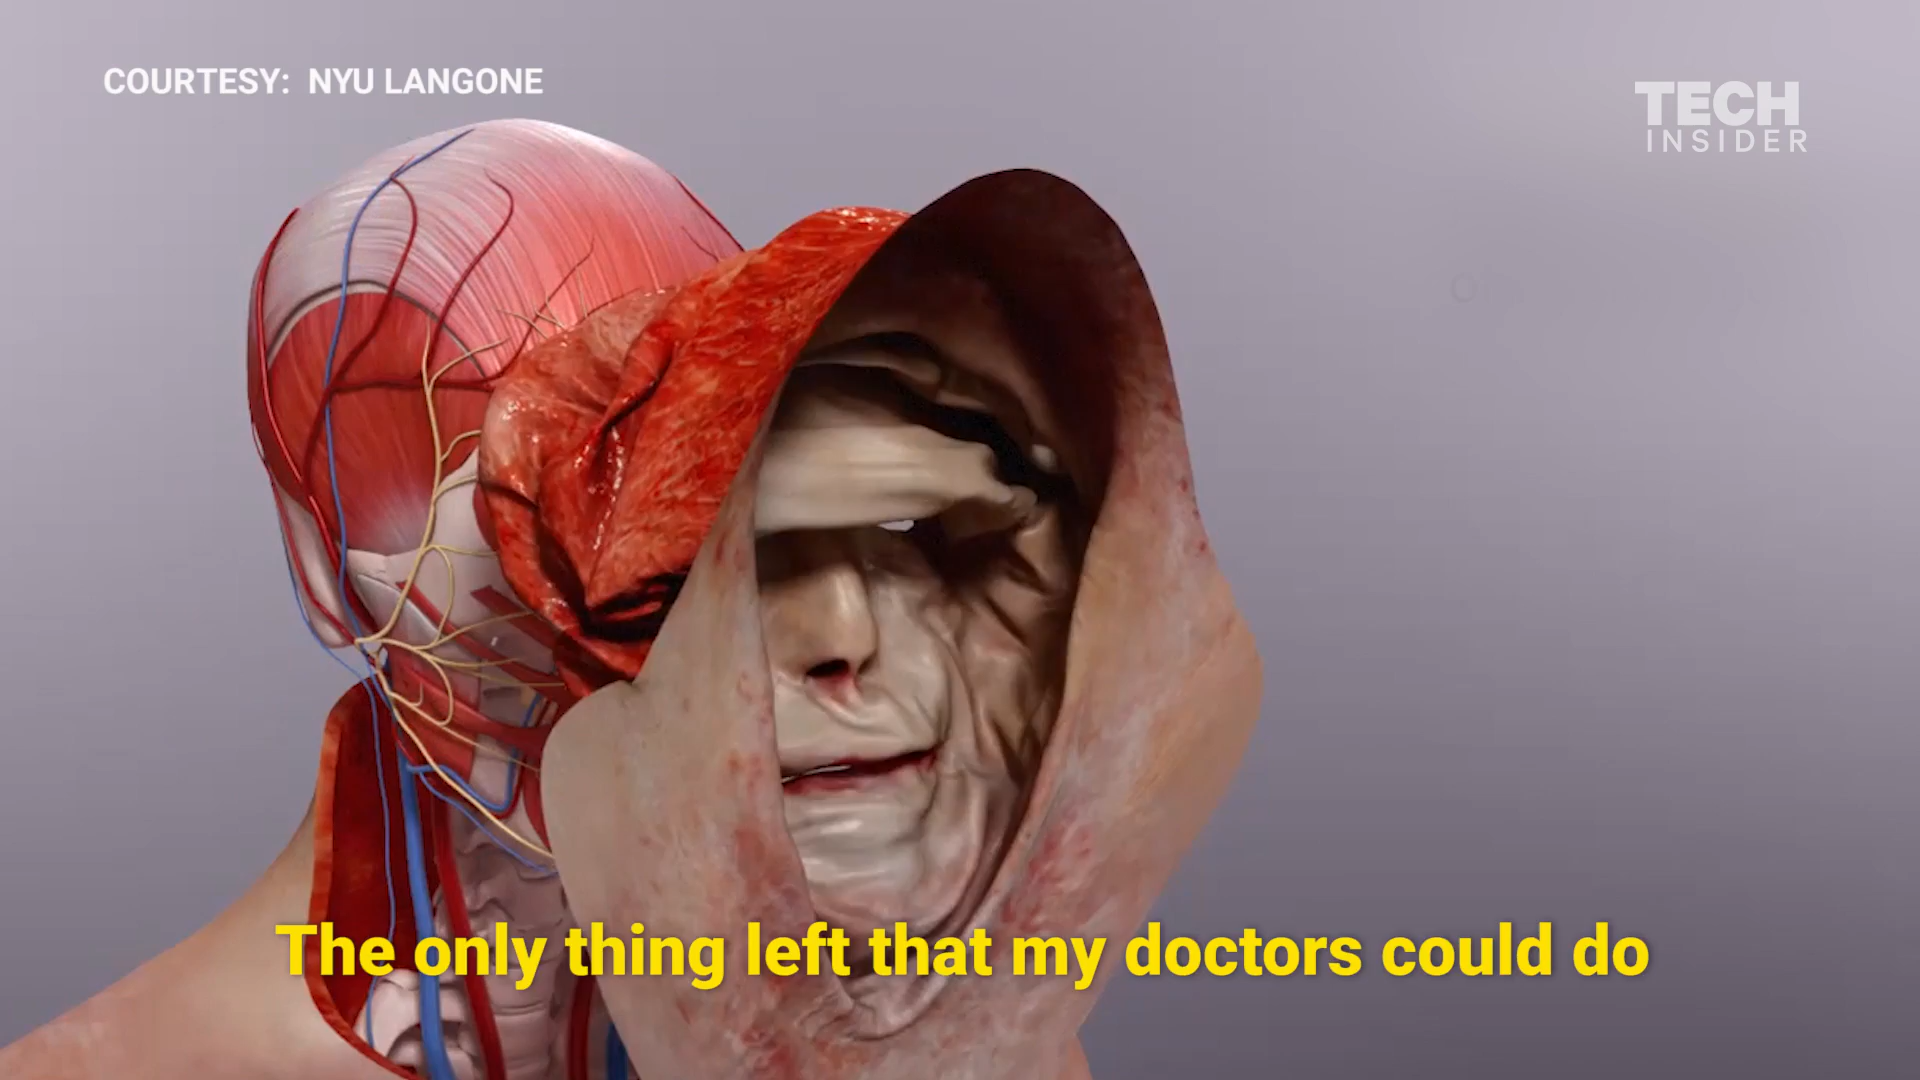 COURTESY: NYU LANGONE
TECH
INSIDER
The only thing left that my doctors could do